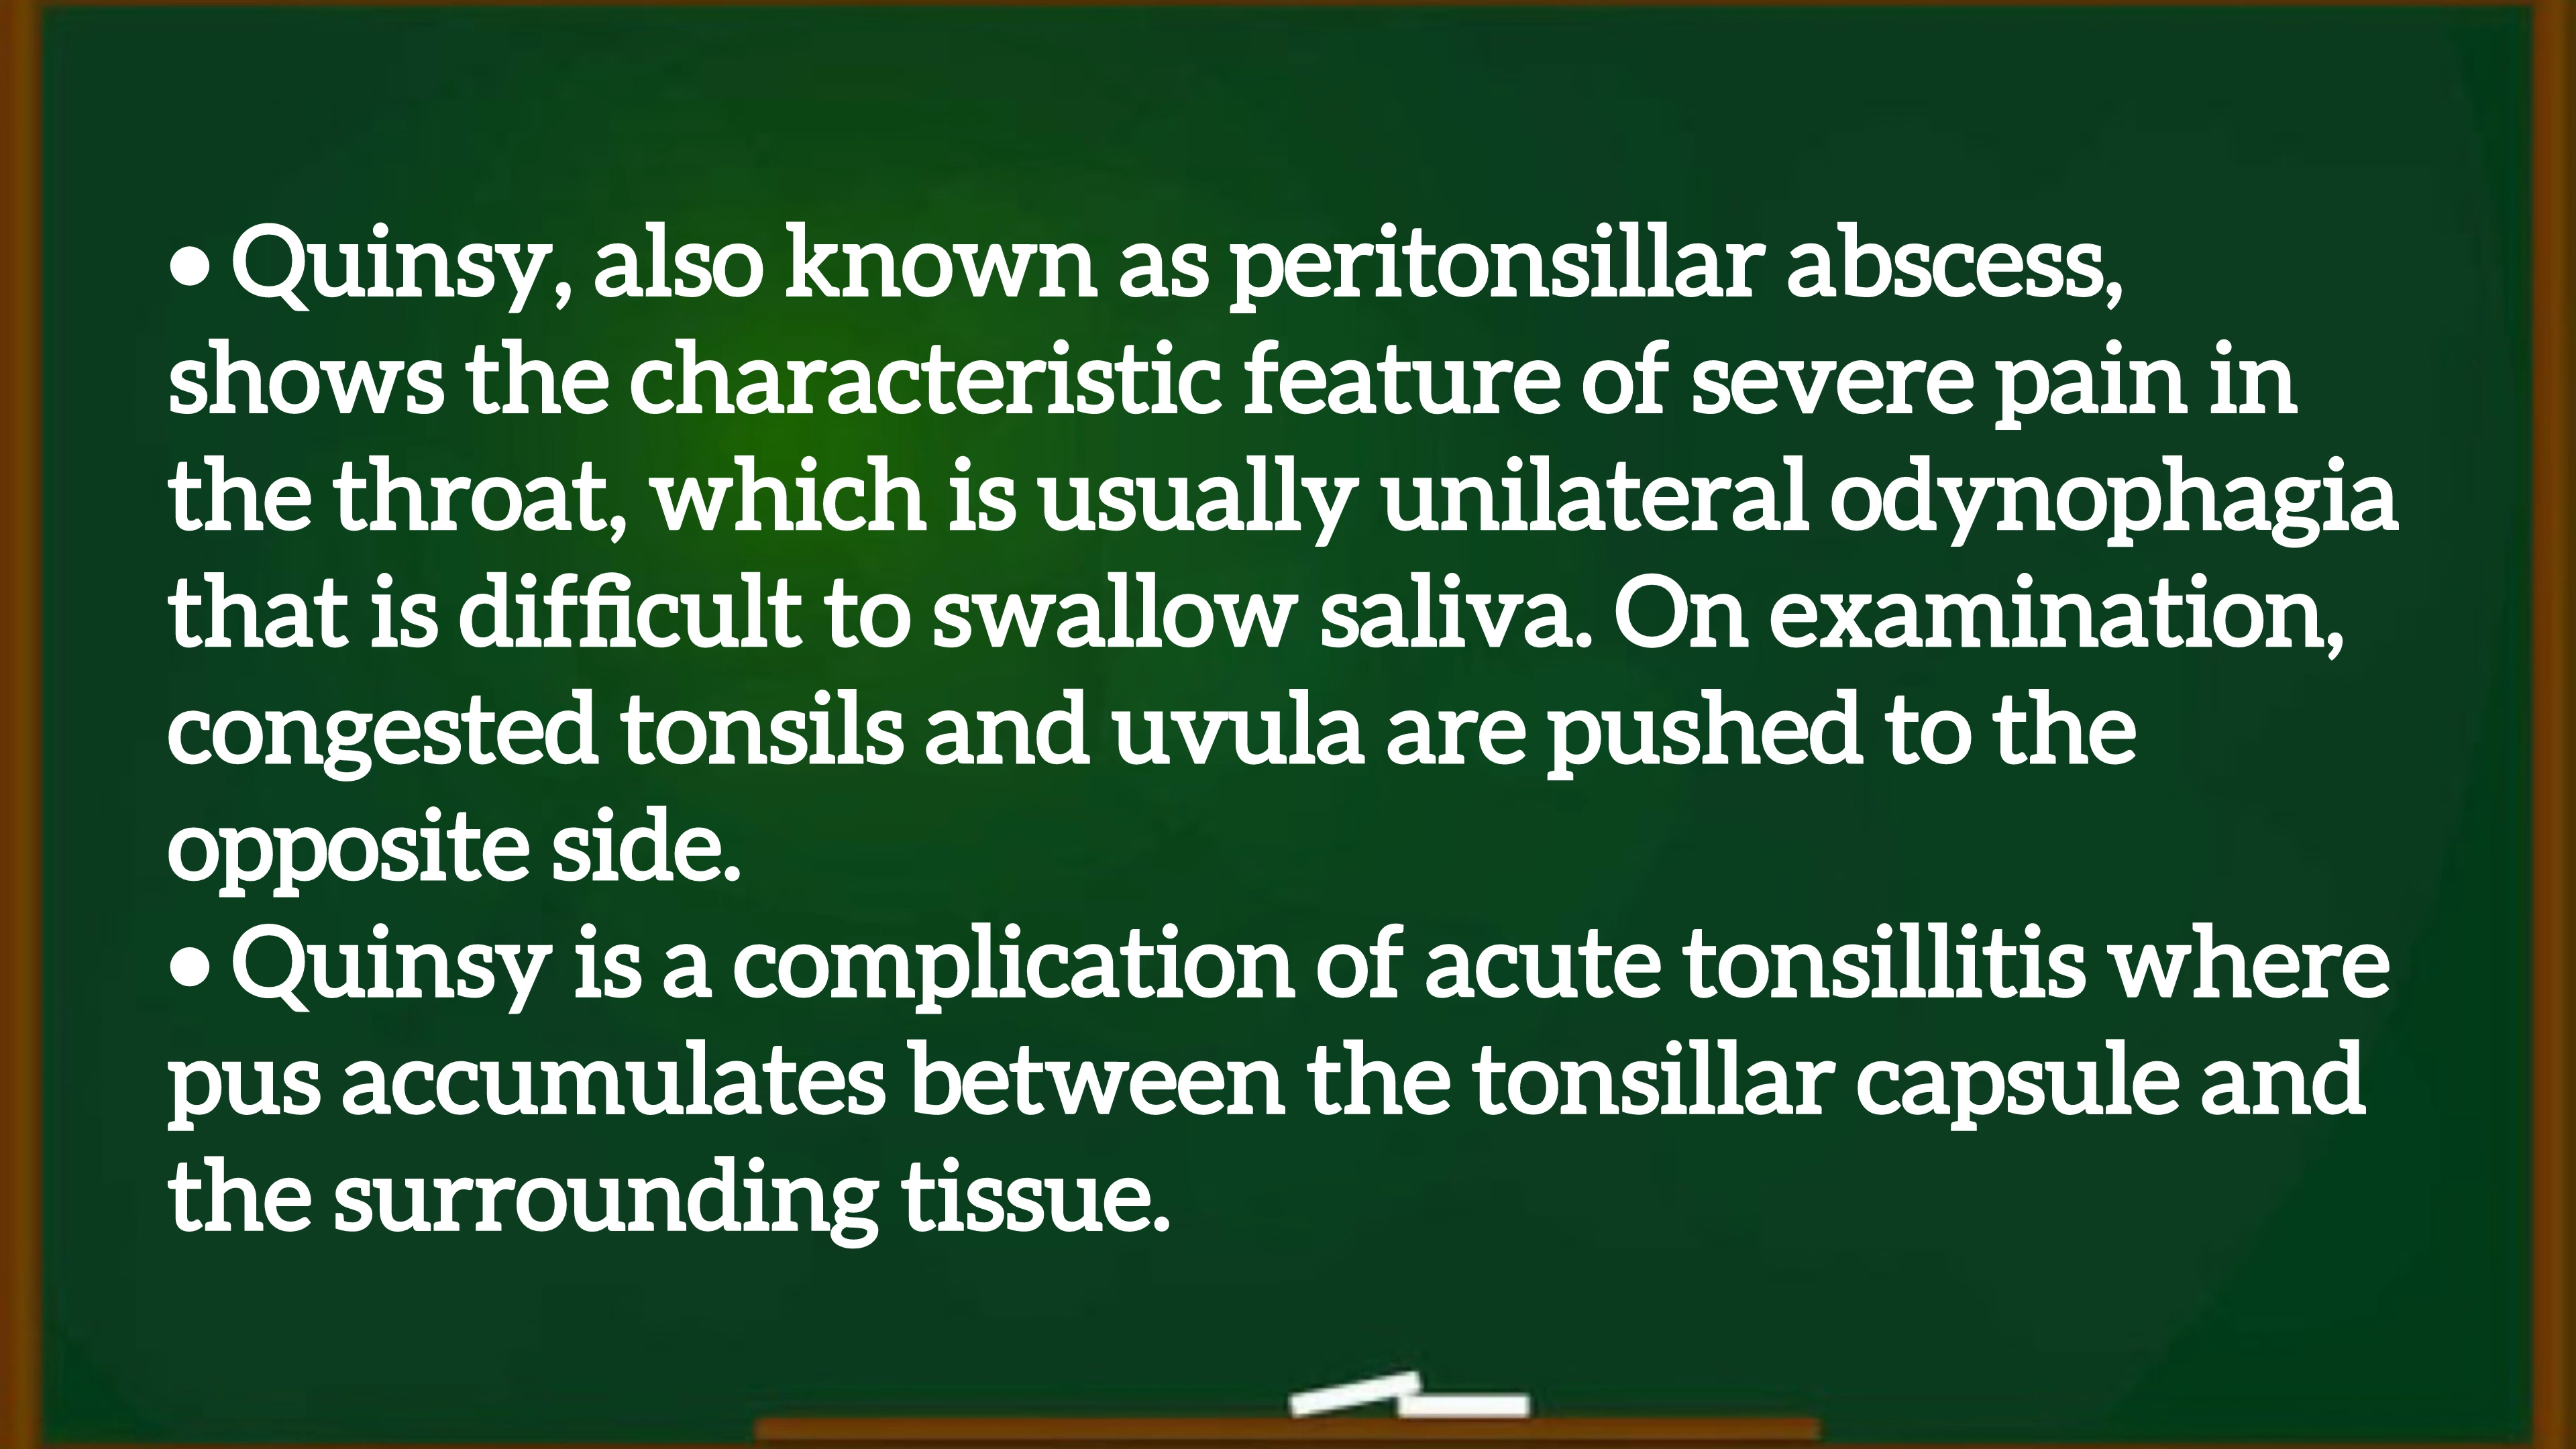 • Quinsy, also known as peritonsillar abscess,
shows the characteristic feature of severe pain in
the throat, which is usually unilateral odynophagia
that is difficult to swallow saliva. On examination,
congested tonsils and uvula are pushed to the
opposite side.
• Quinsy is a complication of acute tonsillitis where
pus accumulates between the tonsillar capsule and
the surrounding tissue.